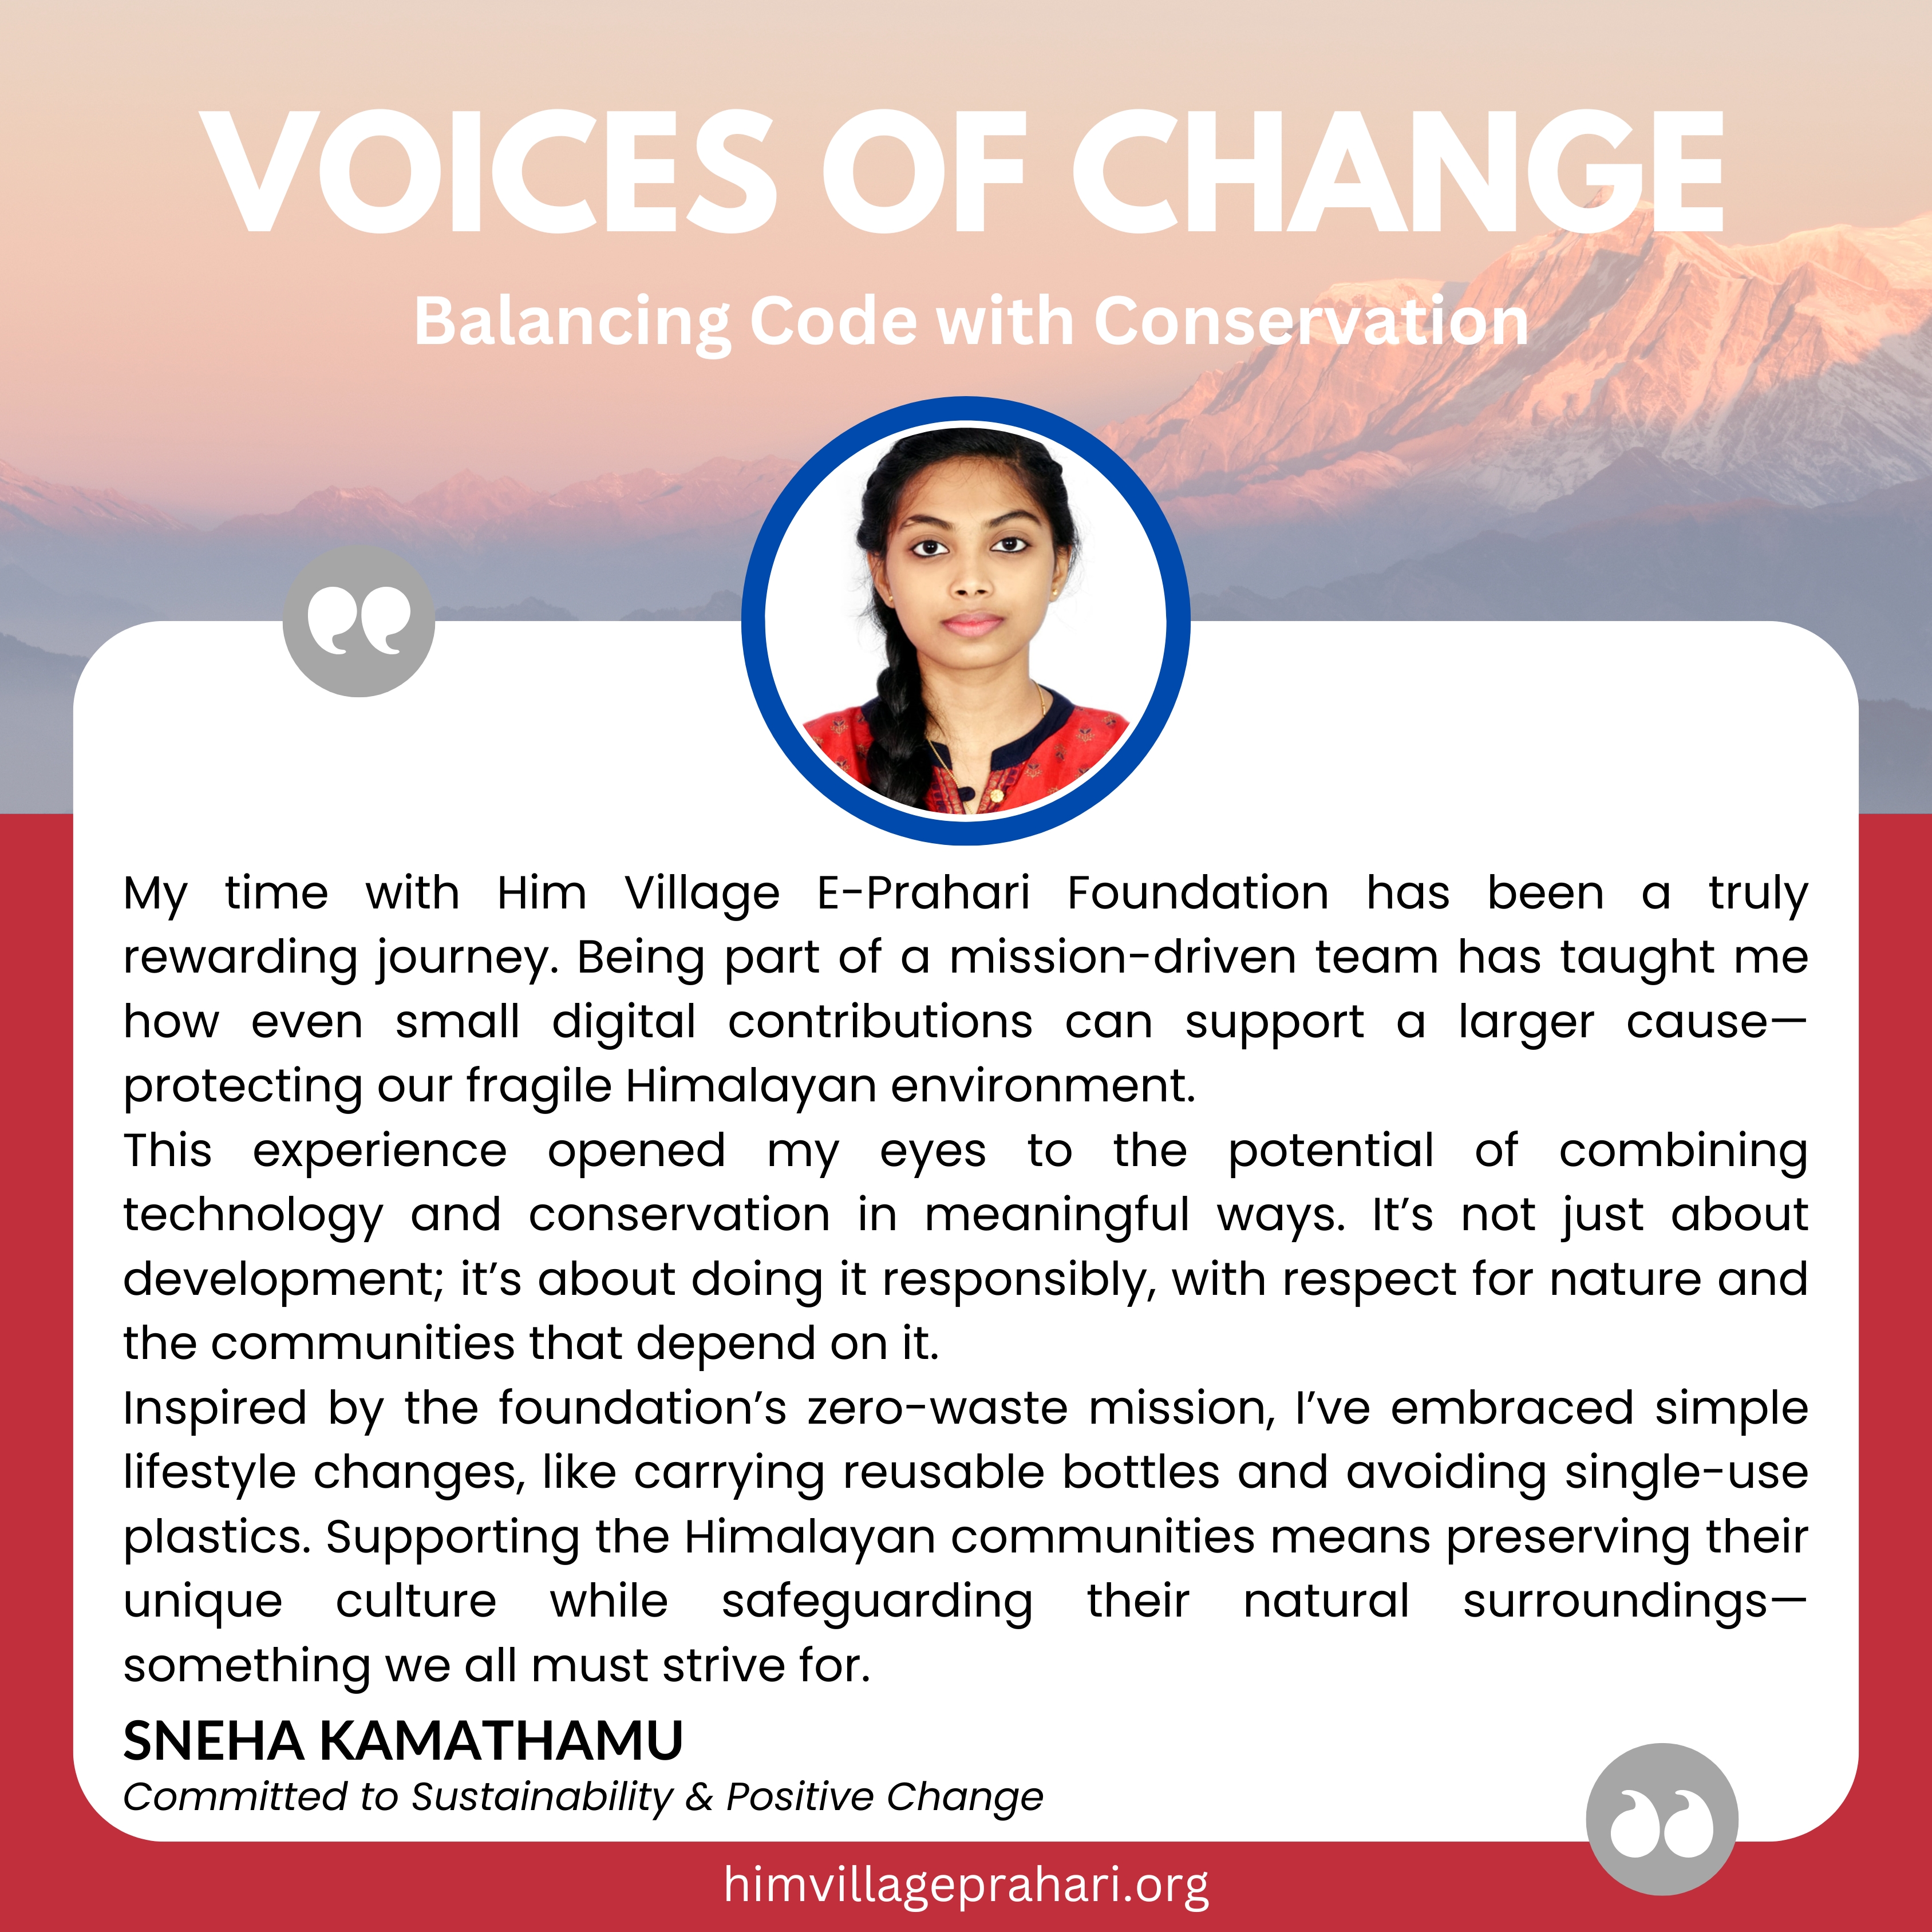 VOICES OF CHANGE
Balancing Code with Conservation
My time with Him Village E-Prahari Foundation has been a truly
rewarding journey. Being part of a mission-driven team has taught me
how even small digital contributions can support a larger cause—
protecting our fragile Himalayan environment.
This experience opened my eyes to the potential of combining
technology and conservation in meaningful ways. It’s not just about
development; it’s about doing it responsibly, with respect for nature and
the communities that depend on it.
Inspired by the foundation’s zero-waste mission, I’ve embraced simple
lifestyle changes, like carrying reusable bottles and avoiding single-use
plastics. Supporting the Himalayan communities means preserving their
unique culture while safeguarding their natural surroundings—
something we all must strive for.
SNEHA KAMATHAMU
Committed to Sustainability & Positive Change
himvillageprahari.org